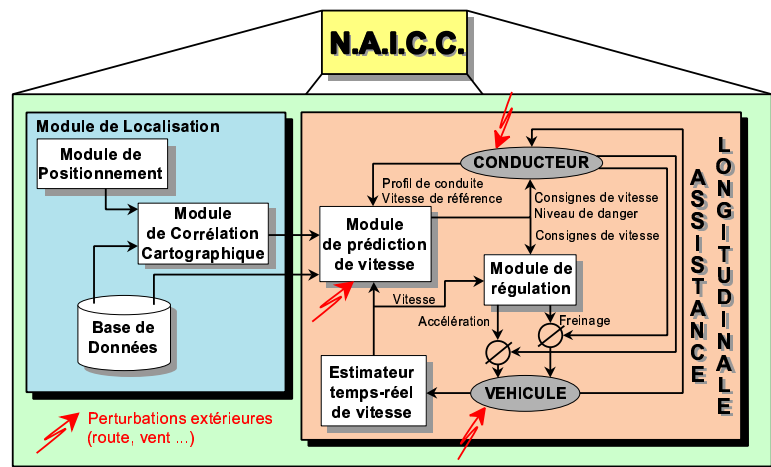 N.A.I.C.C.
Module de Localisation
Module de
Positionnement
Module
de Corrélation
Cartographique
Base de
Données
CONDUCTEUR
Profil de conduite
Vitesse de référence
Consignes de vitesse
Niveau de danger
Module
de prédiction
de vitesse
Consignes de vitesse
Module de
régulation
Vitesse
Accélération
Freinage
Estimateur
temps-réel
de vitesse
VEHICULE
ASSISTANCE
LONGITUDINALE
Perturbations extérieures
(route, vent ...)